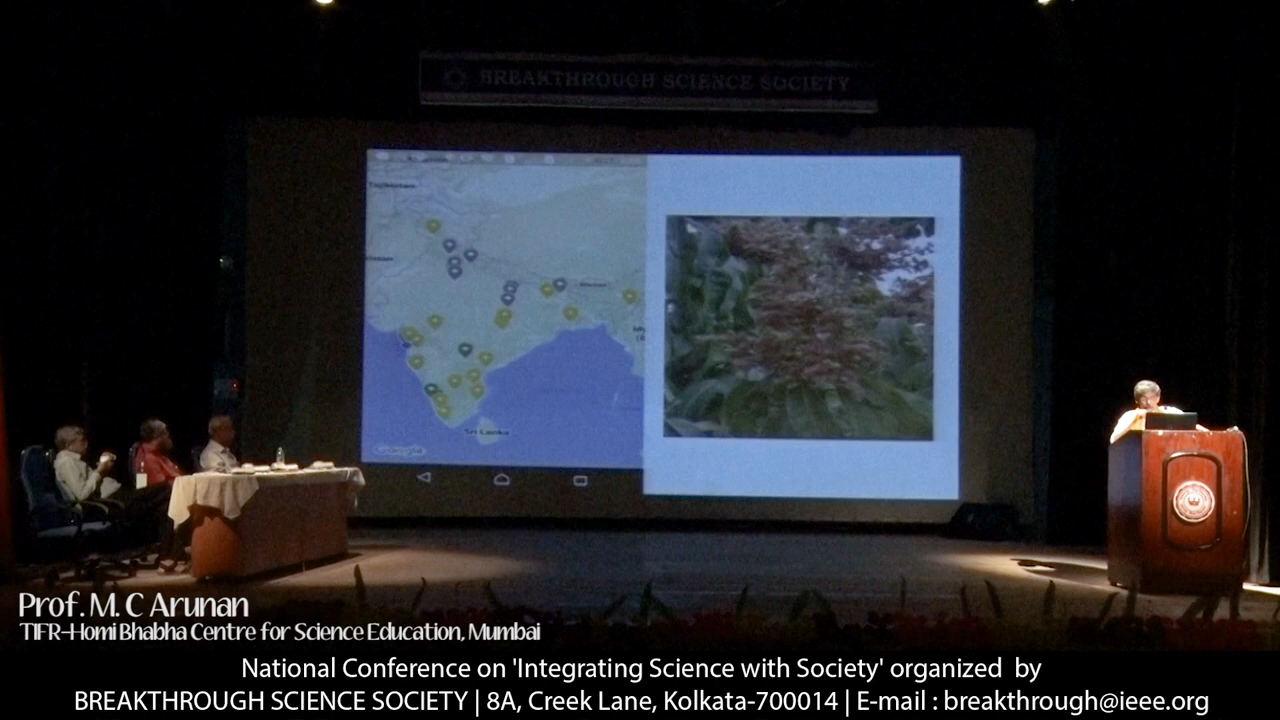 BREAKTHROUGH SCIENCE SOCIETY
Sri Lanka
Google
Prof. M. C Arunan
TIFR-Homi Bhabha Centre for Science Education, Mumbai
National Conference on 'Integrating Science with Society' organized by
BREAKTHROUGH SCIENCE SOCIETY | 8A, Creek Lane, Kolkata-700014 | E-mail : breakthrough@ieee.org